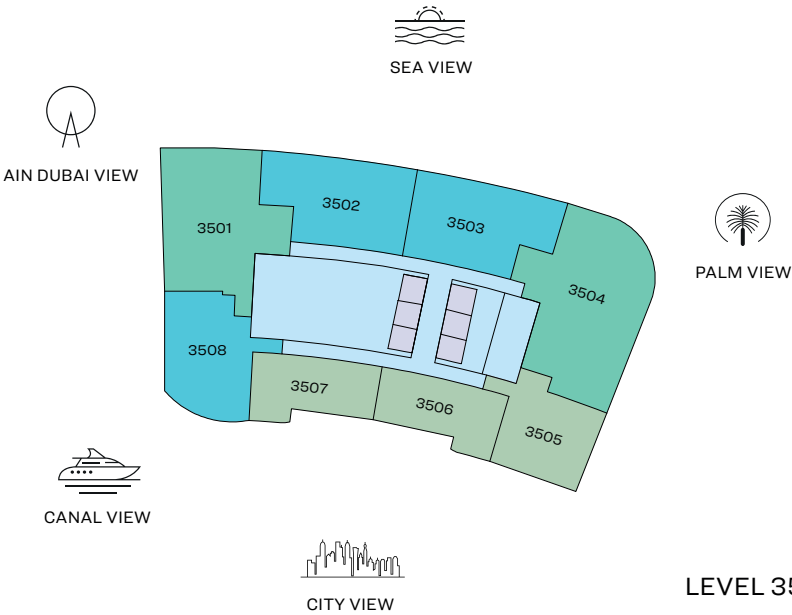 SEA VIEW
AIN DUBAI VIEW
3501
3502
3503
PALM VIEW
3504
3508
3507
3506
3505
CANAL VIEW
CITY VIEW
LEVEL 35